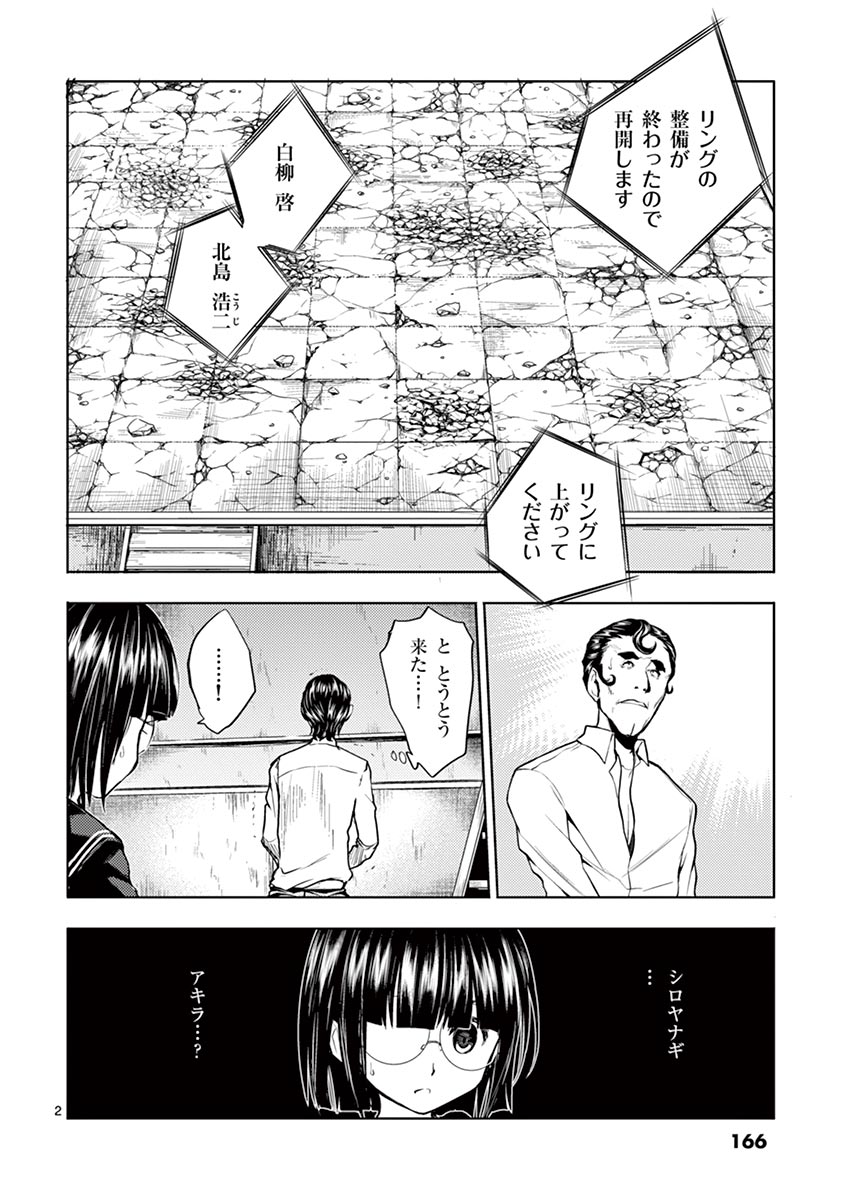 リングの
整備が
終わったので
再開します
白柳 啓
北島 浩二
こうじ
リングに
上がって
ください
と とうとう
来た…!
……!
シロヤナギ
…
アキラ…?
2
166